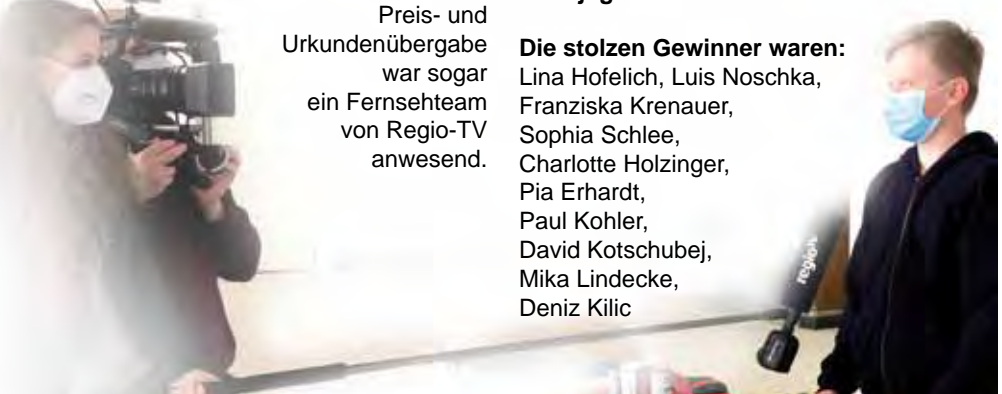 Preis- und
Urkundenübergabe
war sogar
ein Fernsehteam
von Regio-TV
anwesend.
Die stolzen Gewinner waren:
Lina Hofelich, Luis Noschka,
Franziska Krenauer,
Sophia Schlee,
Charlotte Holzinger,
Pia Erhardt,
Paul Kohler,
David Kotschubej,
Mika Lindecke,
Deniz Kilic
regio